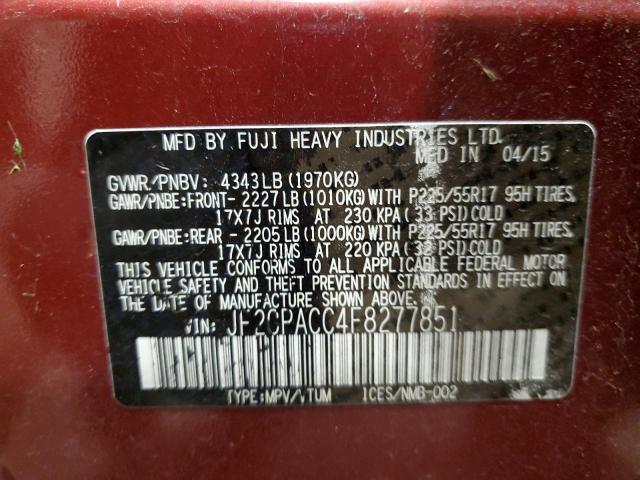 MFD BY FUJI HEAVY INDUSTRIES LTD.
MFD IN 04/15
GVWR/PNBV: 4343LB(1970KG)
GAWR/PNBE:FRONT- 2227LB(1010KG)WITH P225/55R17 95H TIRES,
17X7J RIMS AT 230 KPA(33 PSI)COLD
GAWR/PNBE:REAR - 2205LB(1000KG)WITH P225/55R17 95H TIRES,
17X7J RIMS AT 220 KPA(32 PSI)COLD
THIS VEHICLE CONFORMS TO ALL APPLICABLE FEDERAL MOTOR
VEHICLE SAFETY AND THEFT PREVENTION STANDARDS IN EFFECT ON
THE DATE OF MANUFACTURE SHOWN ABOVE.
VIN: JF2GPACC4F8277851
TYPE:MPV/VTUM ICES/NMB-002